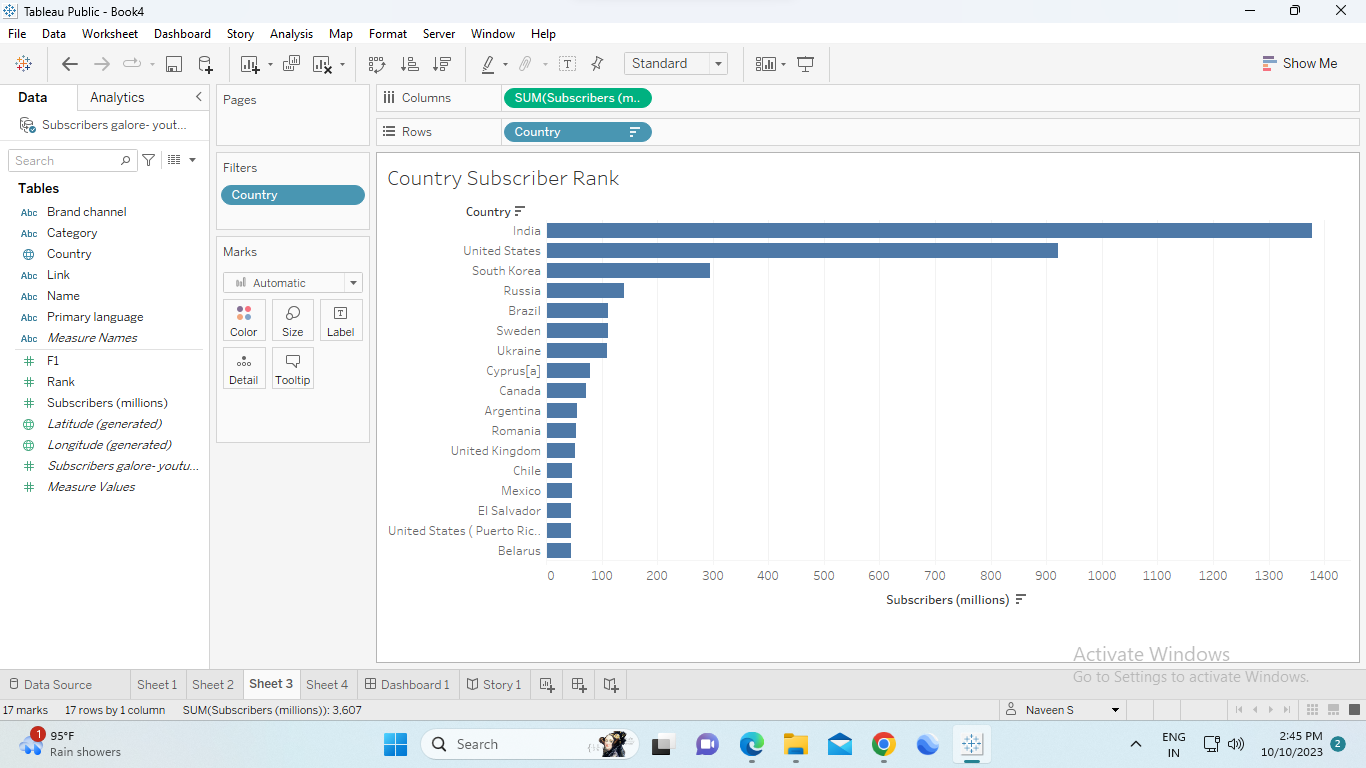 Tableau Public - Book4
File Data Worksheet Dashboard Story Analysis Map Format Server Window Help
Standard
Show Me
Data Analytics
Subscribers galore- yout...
Search
Tables
Abc Brand channel
Abc Category
Country
Abc Link
Abc Name
Abc Primary language
Abc Measure Names
F1
Rank
Subscribers (millions)
Latitude (generated)
Longitude (generated)
Subscribers galore- youtu...
Measure Values
Pages
Filters
Country
Marks
Automatic
Color Size Label
Detail Tooltip
Columns SUM(Subscribers (m..
Rows Country
Country Subscriber Rank
Country
India
United States
South Korea
Russia
Brazil
Sweden
Ukraine
Cyprus[a]
Canada
Argentina
Romania
United Kingdom
Chile
Mexico
El Salvador
United States ( Puerto Ric..
Belarus
0 100 200 300 400 500 600 700 800 900 1000 1100 1200 1300 1400
Subscribers (millions)
Activate Windows
Go to Settings to activate Windows.
Data Source Sheet 1 Sheet 2 Sheet 3 Sheet 4 Dashboard 1 Story 1
17 marks 17 rows by 1 column SUM(Subscribers (millions)): 3,607
Naveen S
1
95°F
Rain showers
Search
ENG
IN
2:45 PM
10/10/2023
2